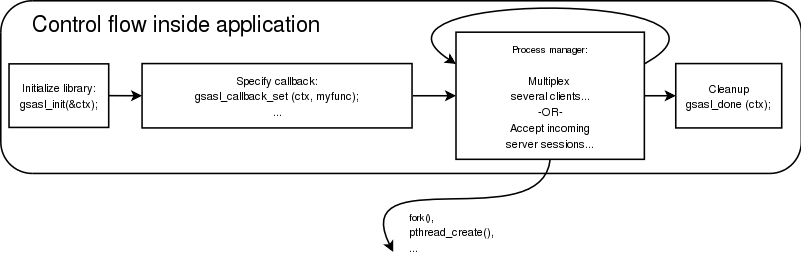 Control flow inside application
Initialize library:
gsasl_init(&ctx);
Specify callback:
gsasl_callback_set (ctx, myfunc);
...
Process manager:
Multiplex
several clients...
-OR-
Accept incoming
server sessions...
Cleanup
gsasl_done (ctx);
fork(),
pthread_create(),
...